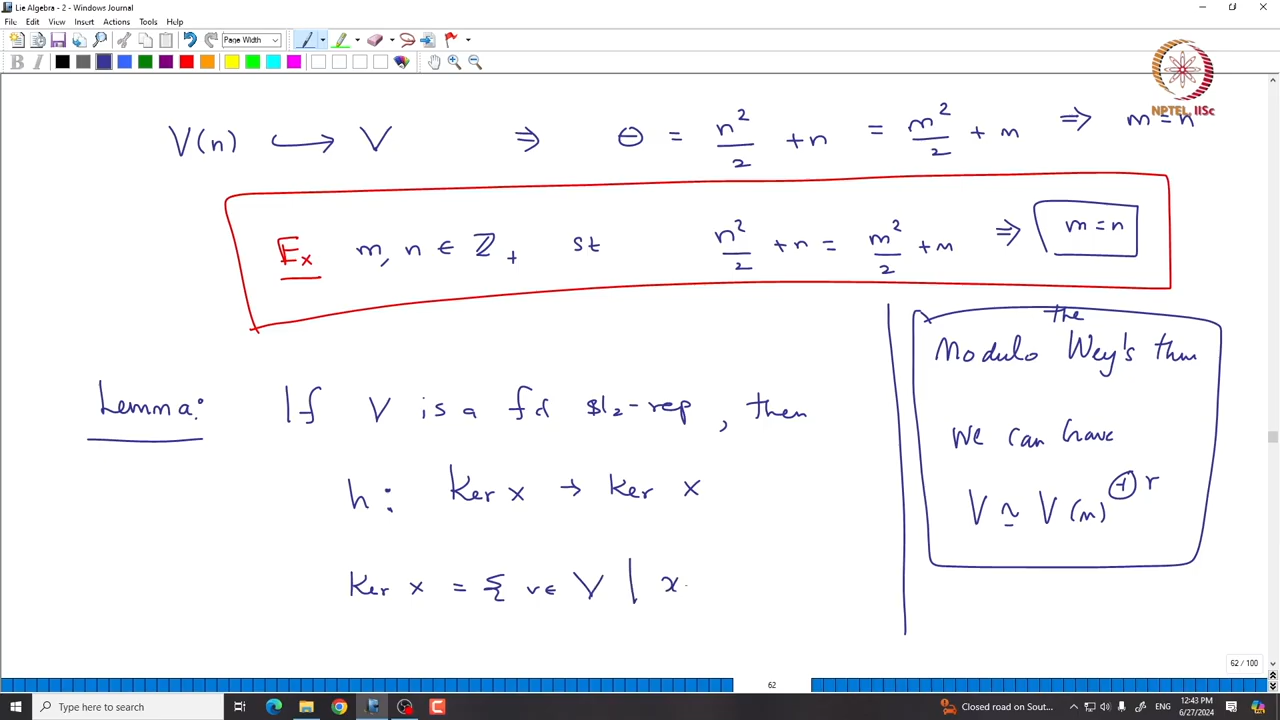 Lie Algebra - 2 - Windows Journal
File Edit View Insert Actions Tools Help
Page Width
NPTEL, IISc
V(n) ↪ V ⇒ Θ = n²/2 + n = m²/2 + m ⇒ m = n
Ex m, n ∈ ℤ₊ st n²/2 + n = m²/2 + m ⇒ m = n
Lemma: If V is a fd sl₂-rep, then
h: Ker x → Ker x
Ker x = { v ∈ V | x.
the
Modulo Wey's thm
We can have
V ≃ V(m)^⊕ r
62 / 100
62
Type here to search
Closed road on Sout...
ENG
12:43 PM
6/27/2024